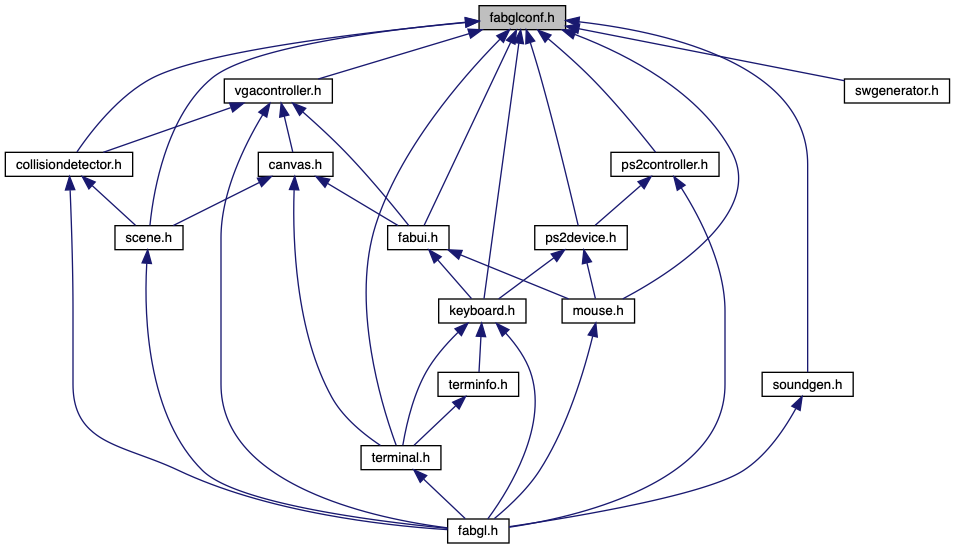 fabglconf.h
vgacontroller.h
swgenerator.h
collisiondetector.h
canvas.h
ps2controller.h
scene.h
fabui.h
ps2device.h
keyboard.h
mouse.h
terminfo.h
soundgen.h
terminal.h
fabgl.h